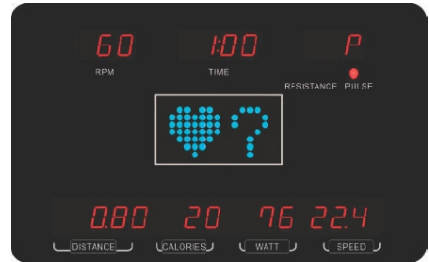 60 1:00 P
RPM TIME
RESISTANCE PULSE
?
0.80 20 76 22.4
DISTANCE CALORIES WATT SPEED